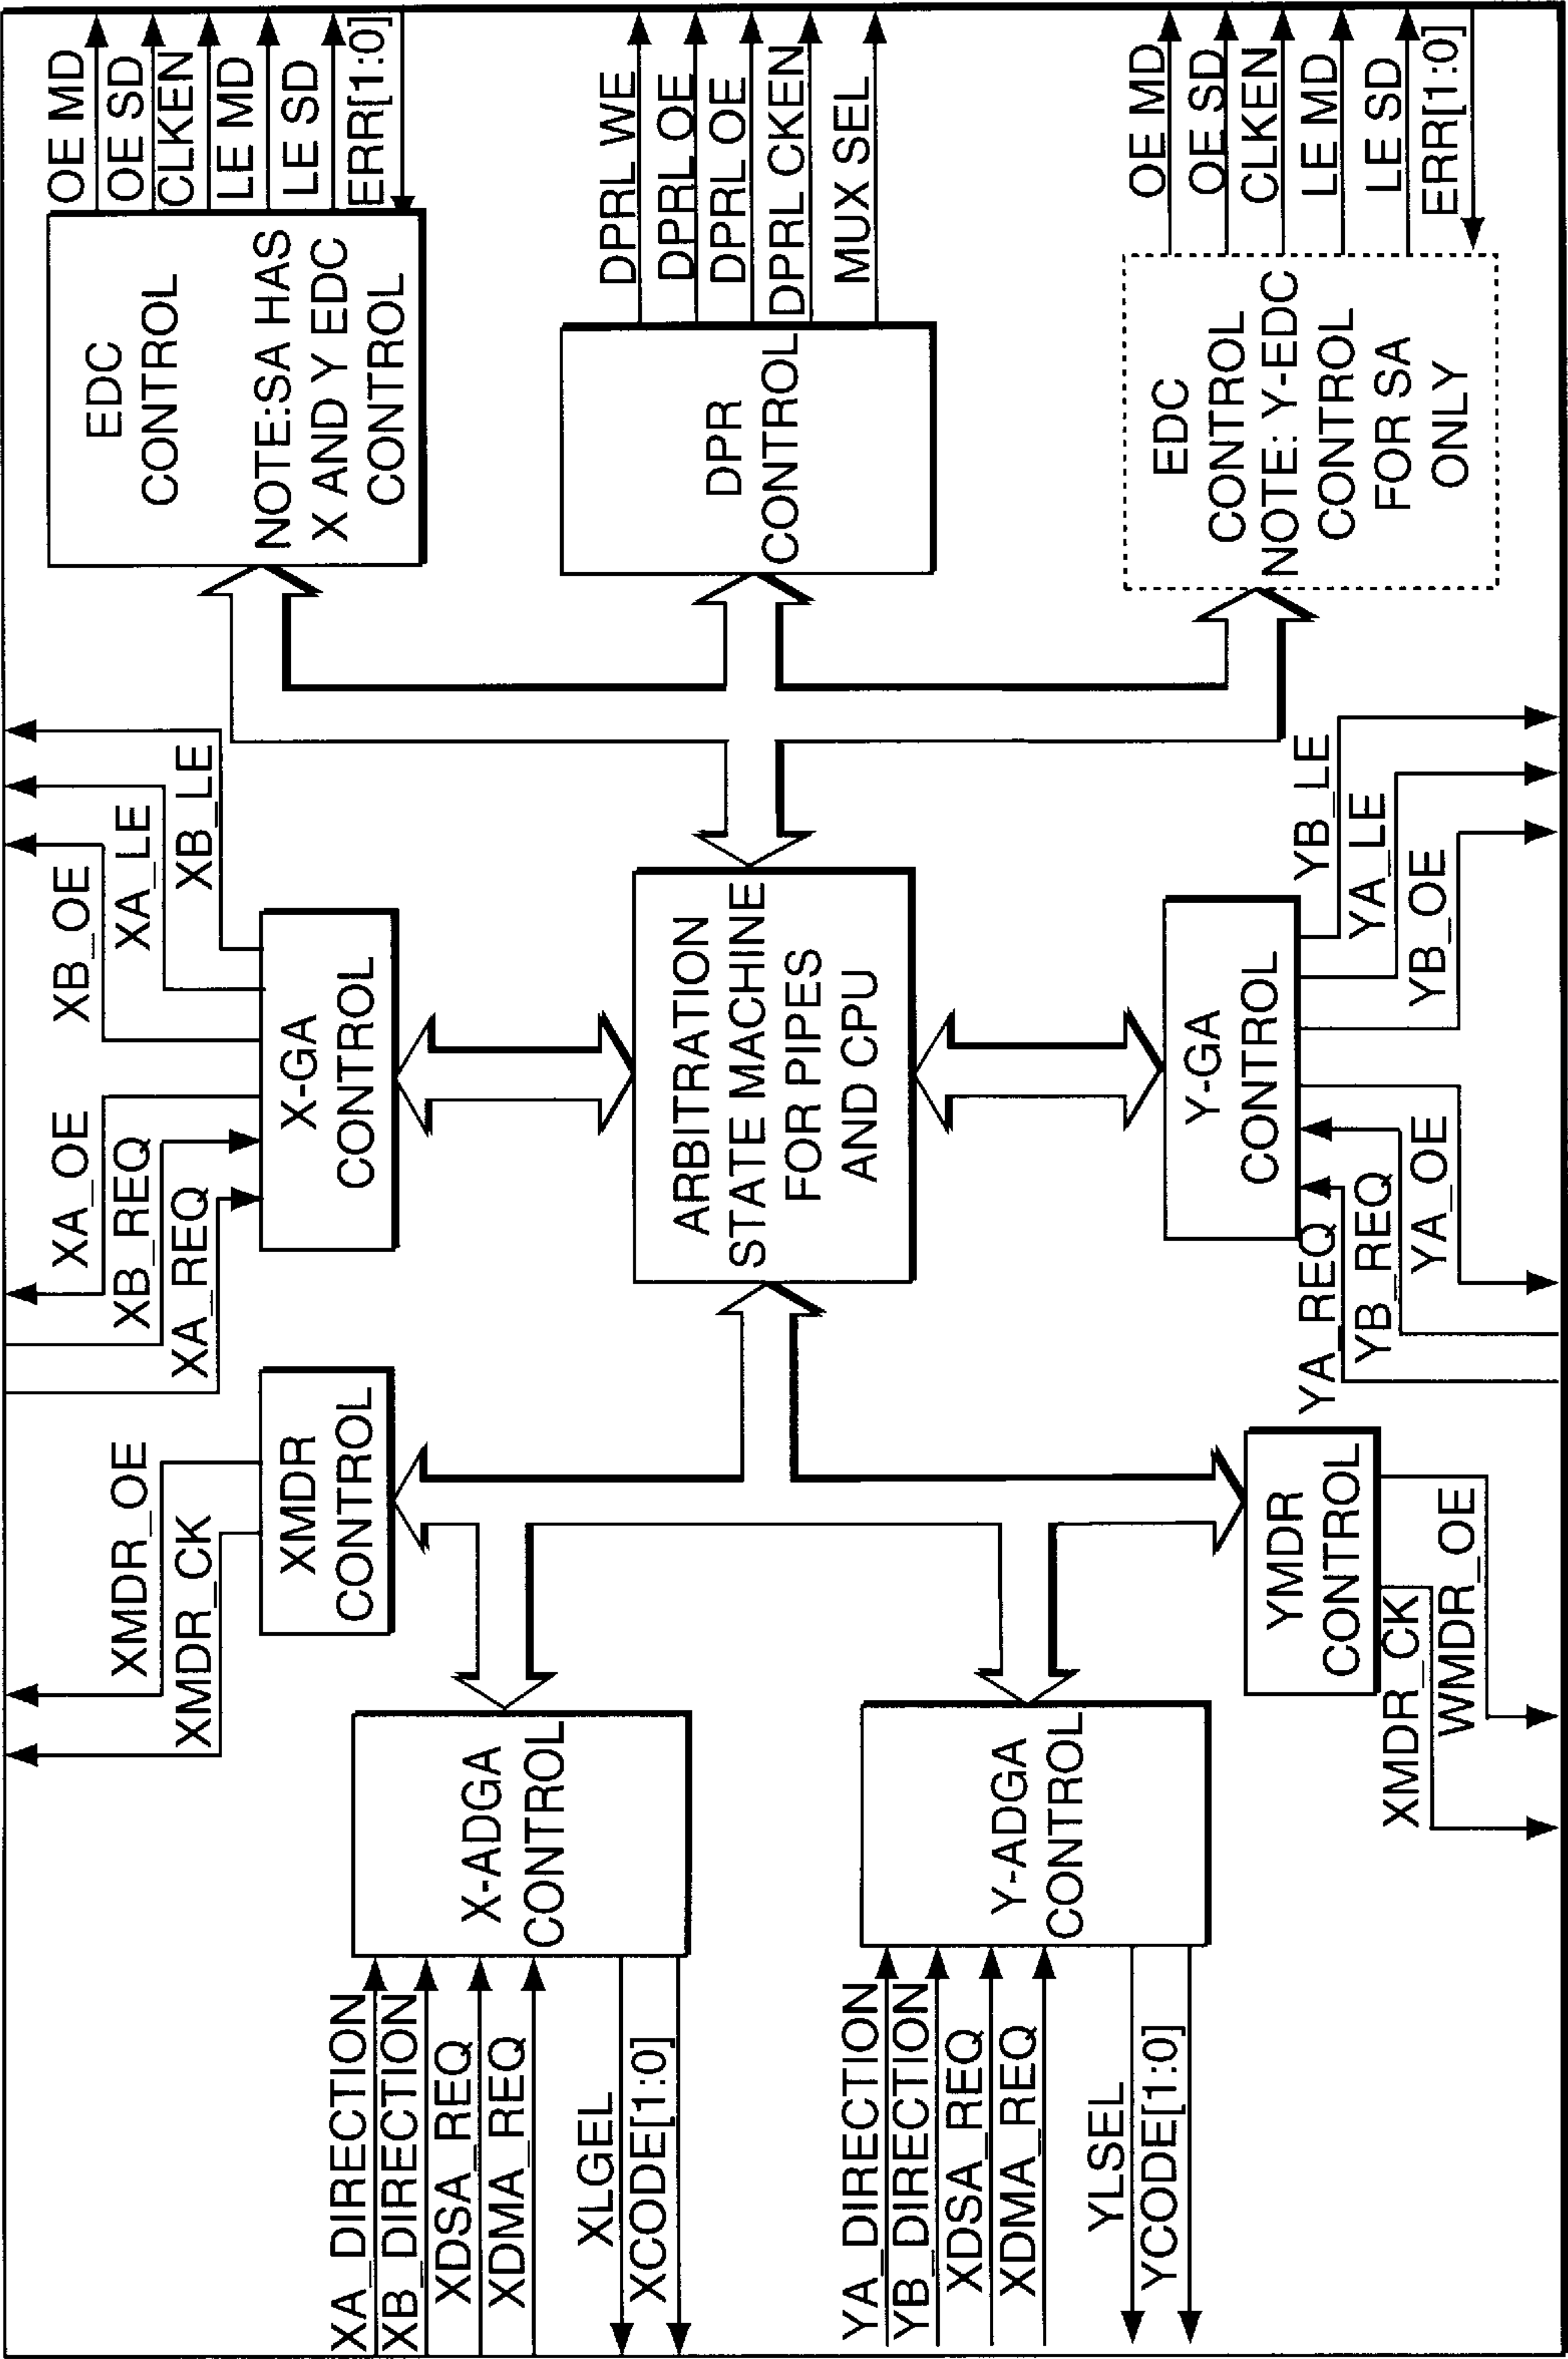 XA_DIRECTION
XB_DIRECTION
XDSA_REQ
XDMA_REQ
XLGEL
XCODE[1:0]
X-ADGA
CONTROL
YA_DIRECTION
YB_DIRECTION
XDSA_REQ
XDMA_REQ
YLSEL
YCODE[1:0]
Y-ADGA
CONTROL
XMDR_OE
XMDR_CK
XMDR
CONTROL
YMDR
CONTROL
XMDR_CK
WMDR_OE
XA_OE
XB_REQ
XA_REQ
XB_OE
XA_LE
XB_LE
X-GA
CONTROL
ARBITRATION
STATE MACHINE
FOR PIPES
AND CPU
Y-GA
CONTROL
YA_REQ
YB_REQ
YA_OE
YB_LE
YA_LE
YB_OE
EDC
CONTROL
NOTE:SA HAS
X AND Y EDC
CONTROL
OE MD
OE SD
CLKEN
LE MD
LE SD
ERR[1:0]
DPR
CONTROL
DPRL WE
DPRL OE
DPRL OE
DPRL CKEN
MUX SEL
EDC
CONTROL
NOTE: Y-EDC
CONTROL
FOR SA
ONLY
OE MD
OE SD
CLKEN
LE MD
LE SD
ERR[1:0]